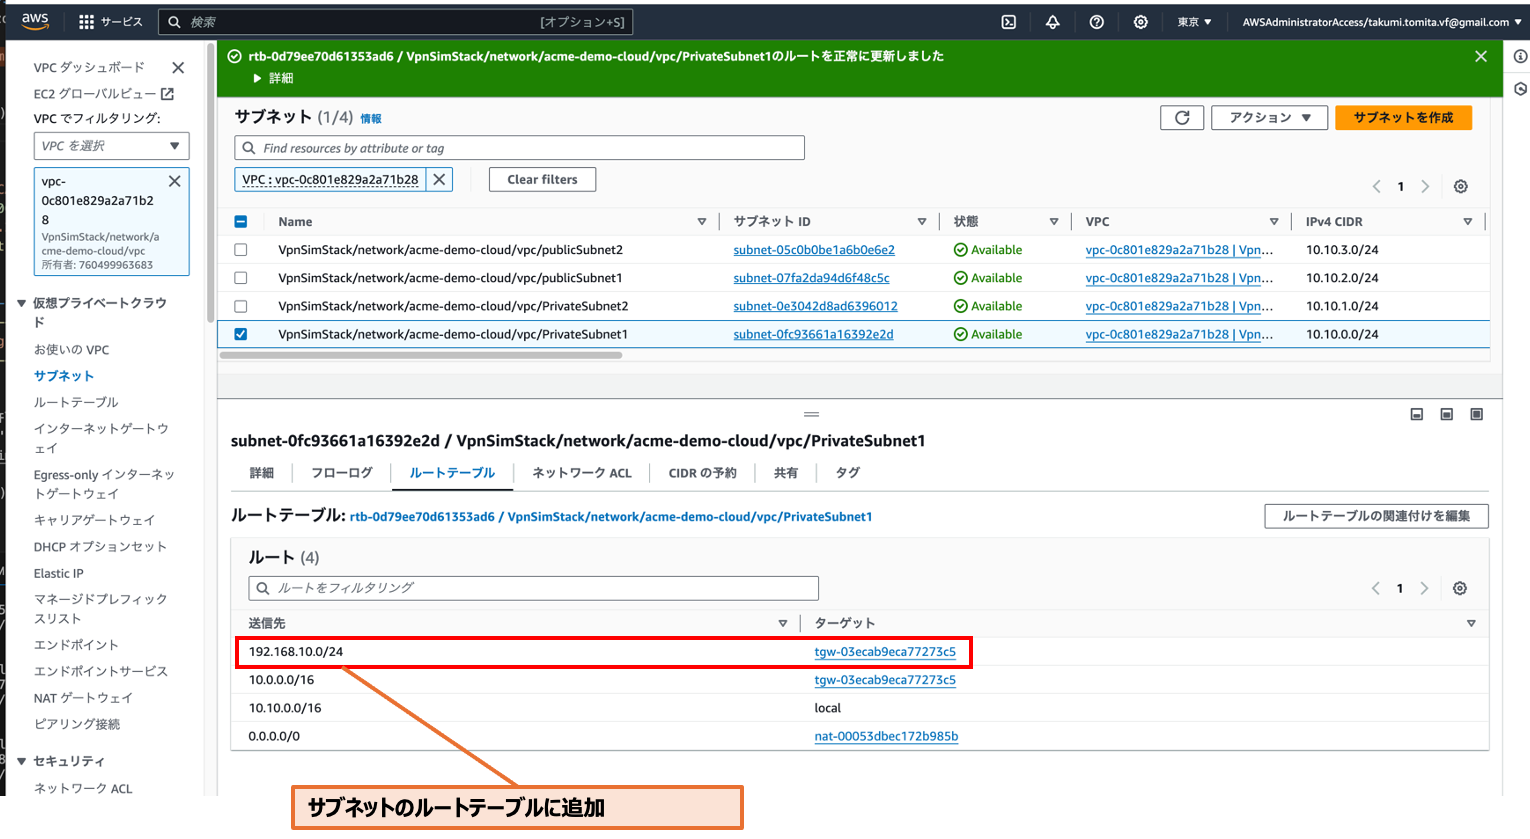 aws
サービス
検索
[オプション+S]
東京 ▼
AWSAdministratorAccess/takumi.tomita.vf@gmail.com ▼
VPC ダッシュボード
EC2 グローバルビュー
VPC でフィルタリング:
VPC を選択
vpc-
0c801e829a2a71b2
8
VpnSimStack/network/a
cme-demo-cloud/vpc
所有者: 760499963683
▼ 仮想プライベートクラウ
ド
お使いの VPC
サブネット
ルートテーブル
インターネットゲートウ
ェイ
Egress-only インターネッ
トゲートウェイ
キャリアゲートウェイ
DHCP オプションセット
Elastic IP
マネージドプレフィック
スリスト
エンドポイント
エンドポイントサービス
NAT ゲートウェイ
ピアリング接続
▼ セキュリティ
ネットワーク ACL
rtb-0d79ee70d61353ad6 / VpnSimStack/network/acme-demo-cloud/vpc/PrivateSubnet1のルートを正常に更新しました
▶ 詳細
サブネット (1/4) 情報
アクション ▼
サブネットを作成
Find resources by attribute or tag
VPC : vpc-0c801e829a2a71b28
Clear filters
1
Name サブネット ID 状態 VPC IPv4 CIDR
VpnSimStack/network/acme-demo-cloud/vpc/publicSubnet2 subnet-05c0b0be1a6b0e6e2 Available vpc-0c801e829a2a71b28 | Vpn... 10.10.3.0/24
VpnSimStack/network/acme-demo-cloud/vpc/publicSubnet1 subnet-07fa2da94d6f48c5c Available vpc-0c801e829a2a71b28 | Vpn... 10.10.2.0/24
VpnSimStack/network/acme-demo-cloud/vpc/PrivateSubnet2 subnet-0e3042d8ad6396012 Available vpc-0c801e829a2a71b28 | Vpn... 10.10.1.0/24
VpnSimStack/network/acme-demo-cloud/vpc/PrivateSubnet1 subnet-0fc93661a16392e2d Available vpc-0c801e829a2a71b28 | Vpn... 10.10.0.0/24
subnet-0fc93661a16392e2d / VpnSimStack/network/acme-demo-cloud/vpc/PrivateSubnet1
詳細 フローログ ルートテーブル ネットワーク ACL CIDR の予約 共有 タグ
ルートテーブル: rtb-0d79ee70d61353ad6 / VpnSimStack/network/acme-demo-cloud/vpc/PrivateSubnet1
ルートテーブルの関連付けを編集
ルート (4)
ルートをフィルタリング
1
送信先 ターゲット
192.168.10.0/24 tgw-03ecab9eca77273c5
10.0.0.0/16 tgw-03ecab9eca77273c5
10.10.0.0/16 local
0.0.0.0/0 nat-00053dbec172b985b
サブネットのルートテーブルに追加